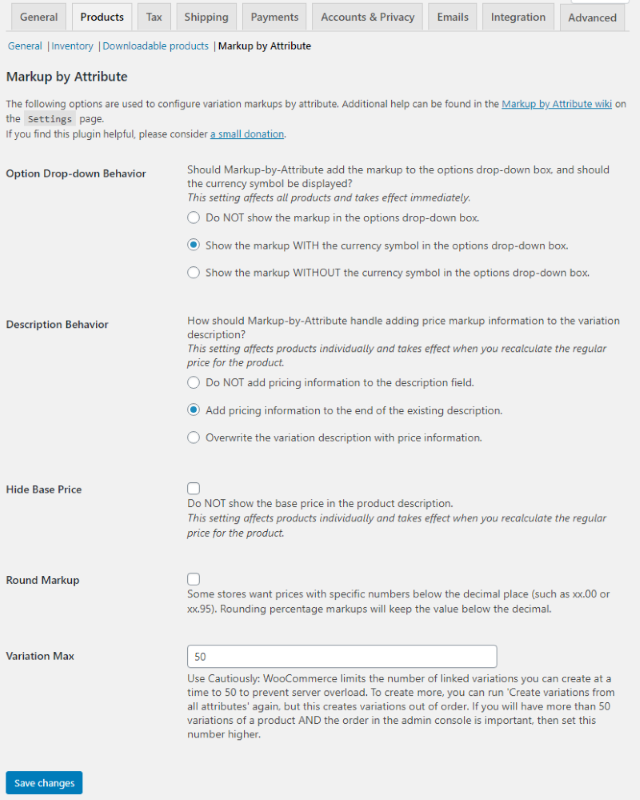 General Products Tax Shipping Payments Accounts & Privacy Emails Integration Advanced
General | Inventory | Downloadable products | Markup by Attribute
Markup by Attribute
The following options are used to configure variation markups by attribute. Additional help can be found in the Markup by Attribute wiki on
the Settings page.
If you find this plugin helpful, please consider a small donation.
Option Drop-down Behavior
Should Markup-by-Attribute add the markup to the options drop-down box, and should
the currency symbol be displayed?
This setting affects all products and takes effect immediately.
Do NOT show the markup in the options drop-down box.
Show the markup WITH the currency symbol in the options drop-down box.
Show the markup WITHOUT the currency symbol in the options drop-down box.
Description Behavior
How should Markup-by-Attribute handle adding price markup information to the variation
description?
This setting affects products individually and takes effect when you recalculate the regular
price for the product.
Do NOT add pricing information to the description field.
Add pricing information to the end of the existing description.
Overwrite the variation description with price information.
Hide Base Price
Do NOT show the base price in the product description.
This setting affects products individually and takes effect when you recalculate the regular
price for the product.
Round Markup
Some stores want prices with specific numbers below the decimal place (such as xx.00 or
xx.95). Rounding percentage markups will keep the value below the decimal.
Variation Max
50
Use Cautiously: WooCommerce limits the number of linked variations you can create at a
time to 50 to prevent server overload. To create more, you can run 'Create variations from
all attributes' again, but this creates variations out of order. If you will have more than 50
variations of a product AND the order in the admin console is important, then set this
number higher.
Save changes